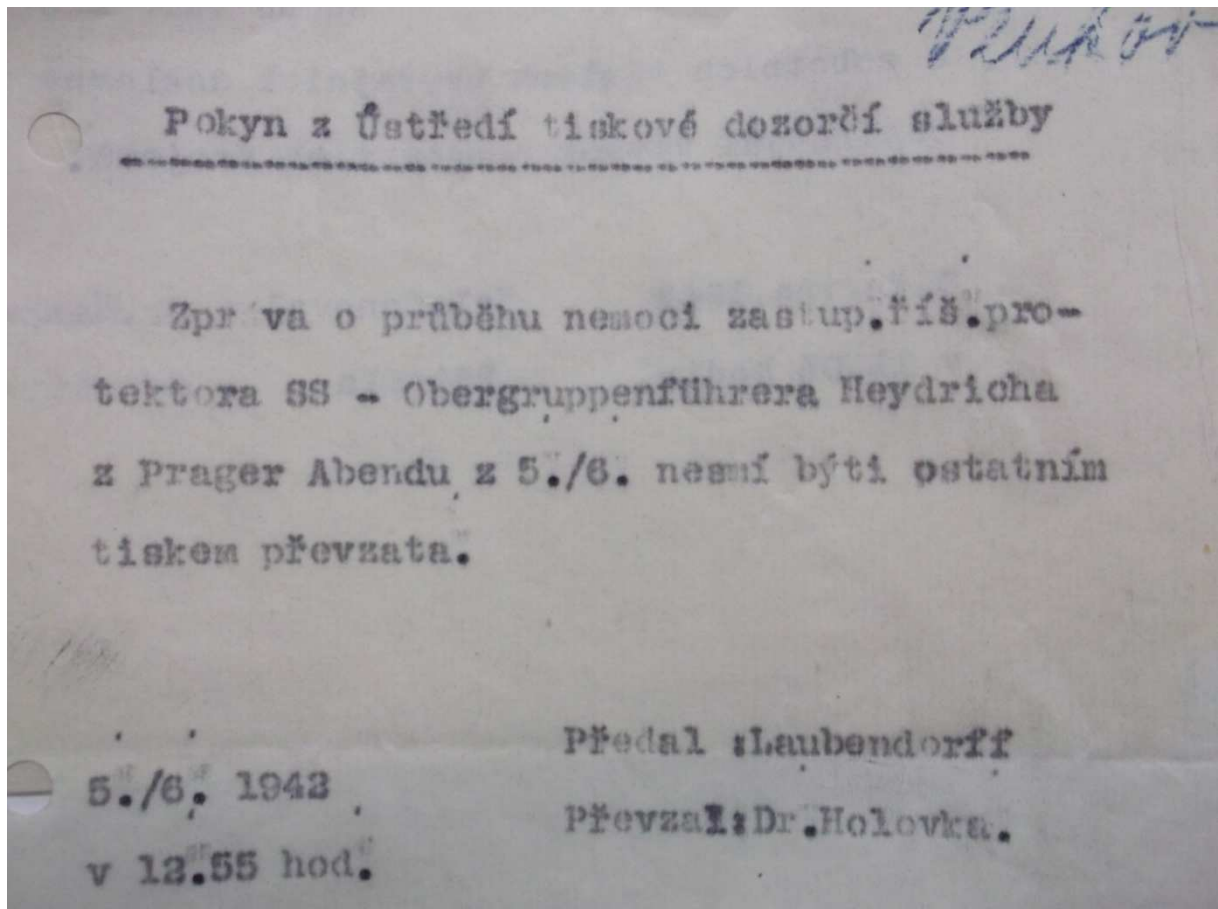 Pokyn z Ústředí tiskové dozorčí služby
Zpr va o průběhu nemoci zastup.říš.pro-
tektora SS - Obergruppenführera Heydricha
z Prager Abendu z 5./6. nesmí býti ostatním
tiskem převzata.
Předal :Laubendorff
5./6. 1942
Převzal:Dr.Holovka.
v 12.55 hod.